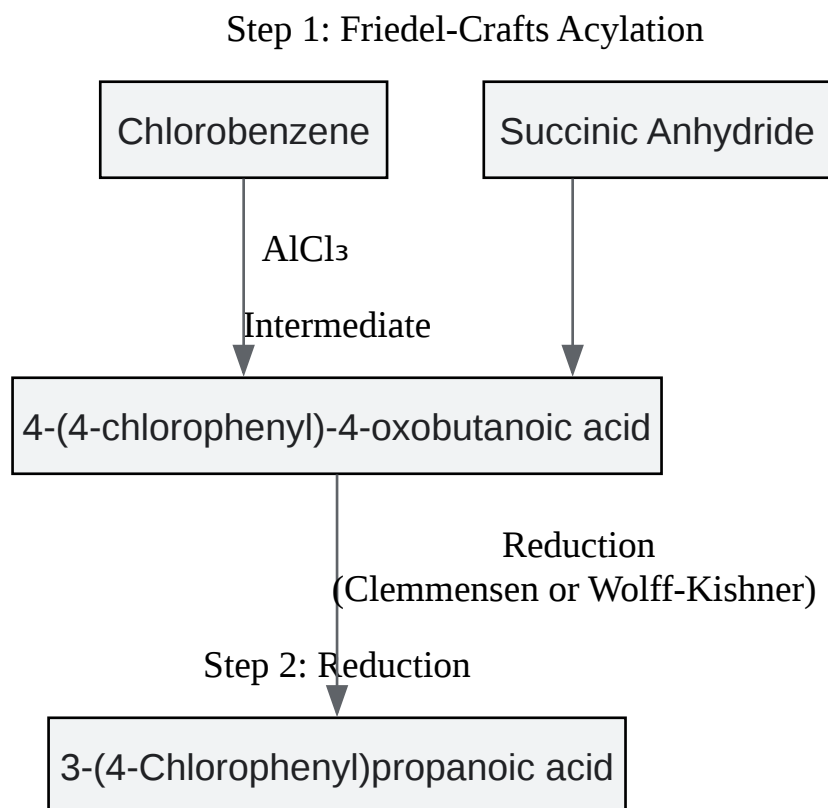 Step 1: Friedel-Crafts Acylation
Chlorobenzene
Succinic Anhydride
AlCl₃
Intermediate
4-(4-chlorophenyl)-4-oxobutanoic acid
Reduction
(Clemmensen or Wolff-Kishner)
Step 2: Reduction
3-(4-Chlorophenyl)propanoic acid